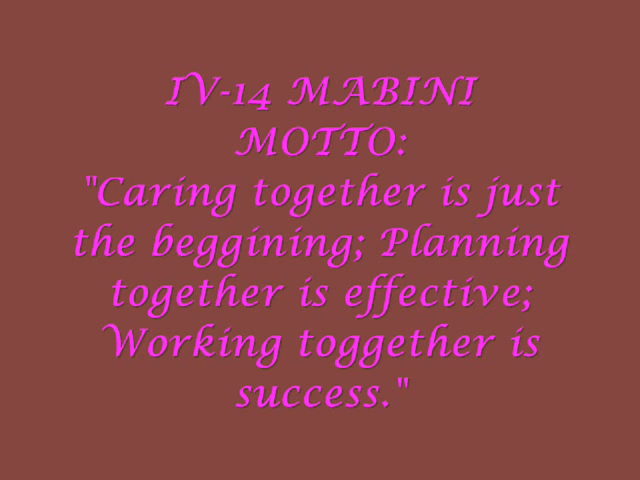 IV-14 MABINI
MOTTO:
"Caring together is just
the beggining; Planning
together is effective;
Working toggether is
success."